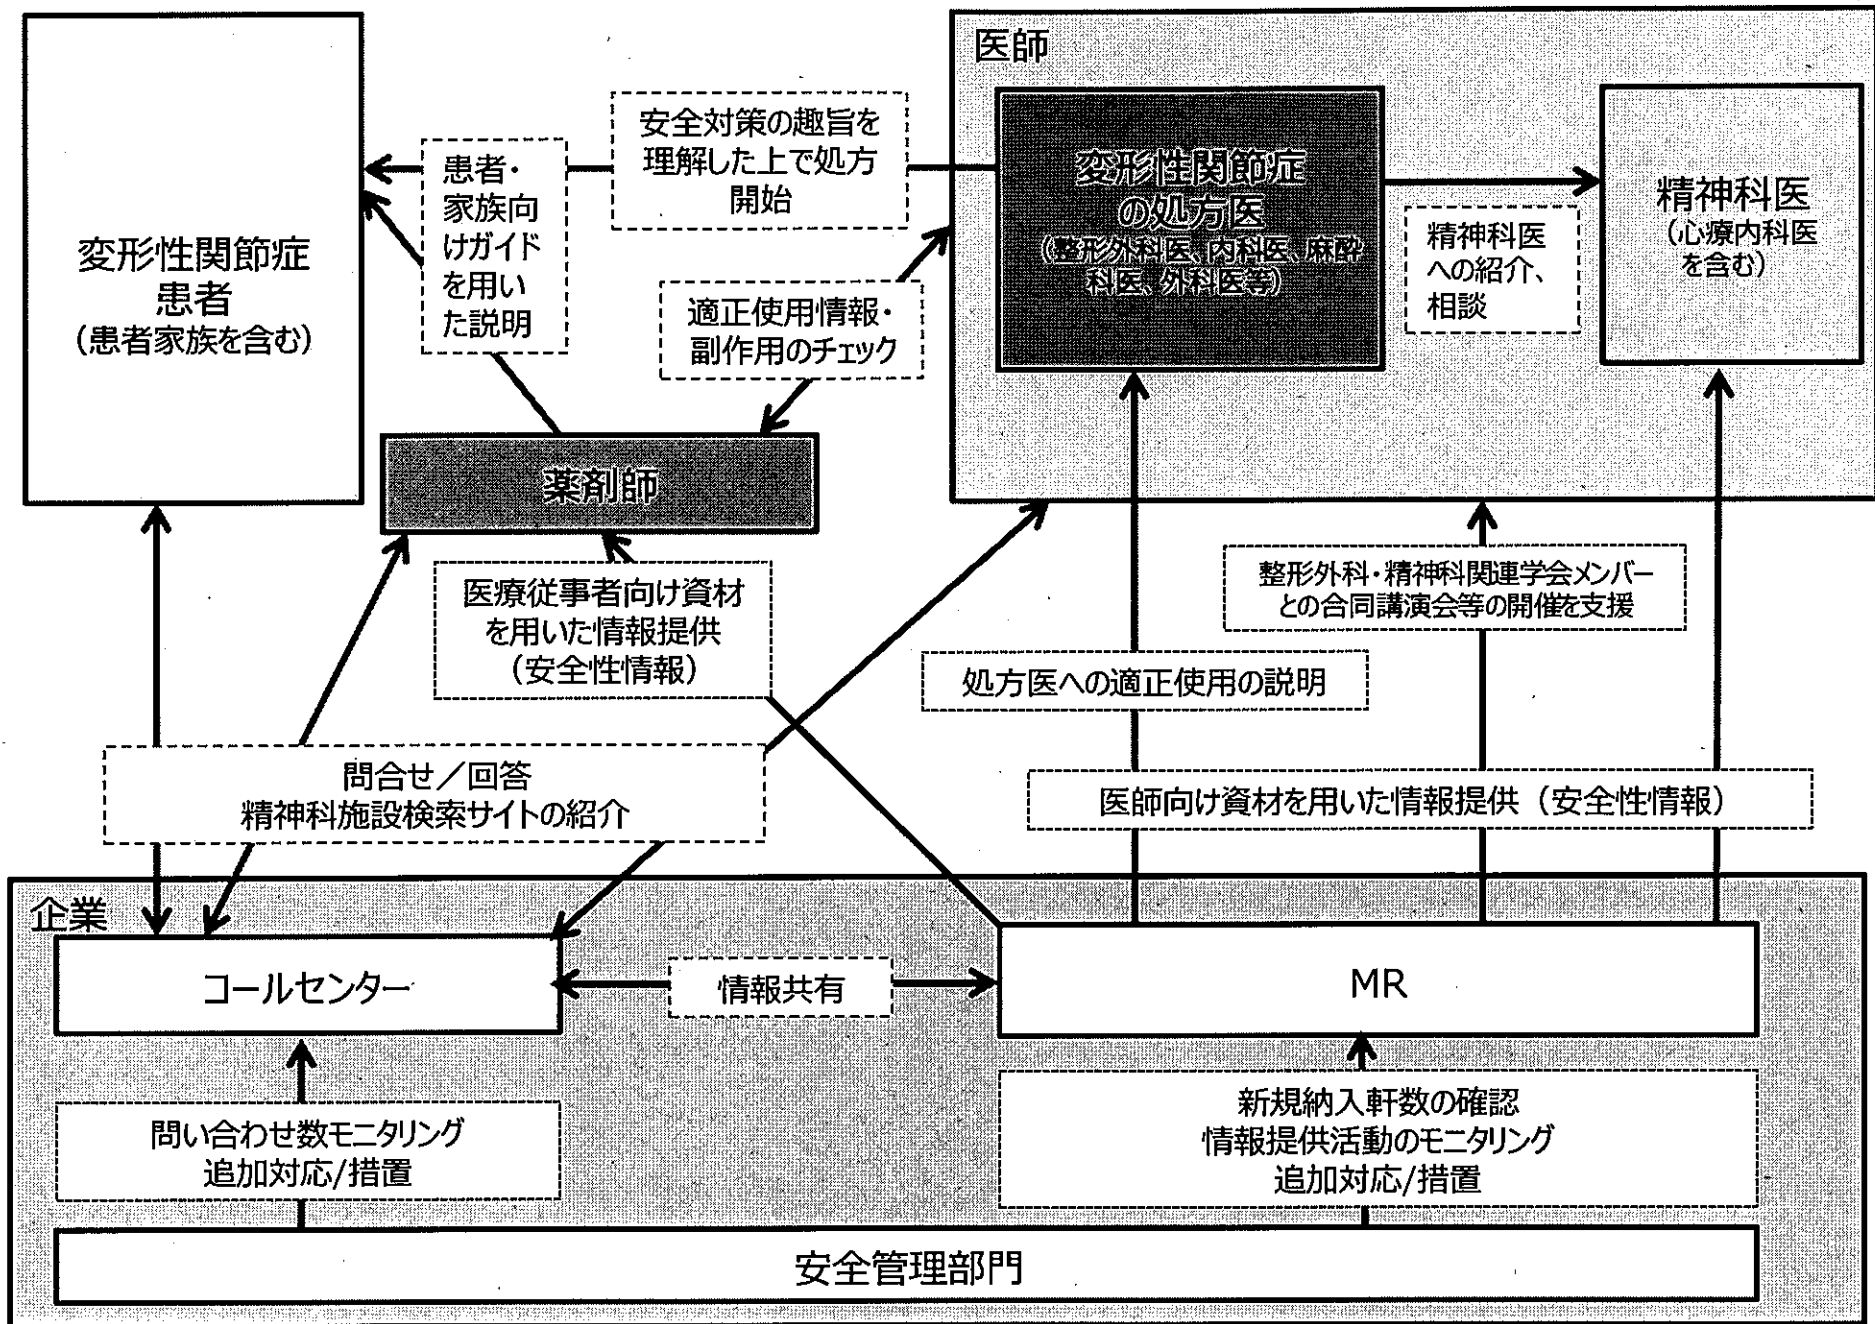 医師
安全対策の趣旨を
理解した上で処方
開始
患者・
家族向
けガイド
を用い
た説明
変形性関節症
患者
（患者家族を含む）
変形性関節症
の処方医
（整形外科医、内科医、麻酔
科医、外科医等）
精神科医
（心療内科医
を含む）
精神科医
への紹介、
相談
適正使用情報・
副作用のチェック
薬剤師
医療従事者向け資材
を用いた情報提供
（安全性情報）
整形外科・精神科関連学会メンバー
との合同講演会等の開催を支援
処方医への適正使用の説明
問合せ／回答
精神科施設検索サイトの紹介
医師向け資材を用いた情報提供（安全性情報）
企業
コールセンター
情報共有
MR
問い合わせ数モニタリング
追加対応/措置
新規納入軒数の確認
情報提供活動のモニタリング
追加対応/措置
安全管理部門